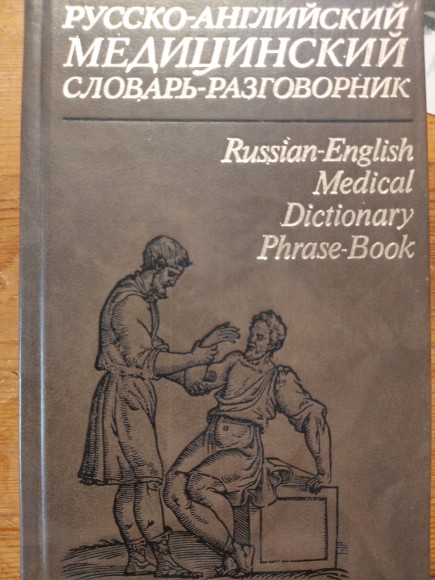 РУССКО-АНГЛИЙСКИЙ
МЕДИЦИНСКИЙ
СЛОВАРЬ-РАЗГОВОРНИК
Russian-English
Medical
Dictionary
Phrase-Book